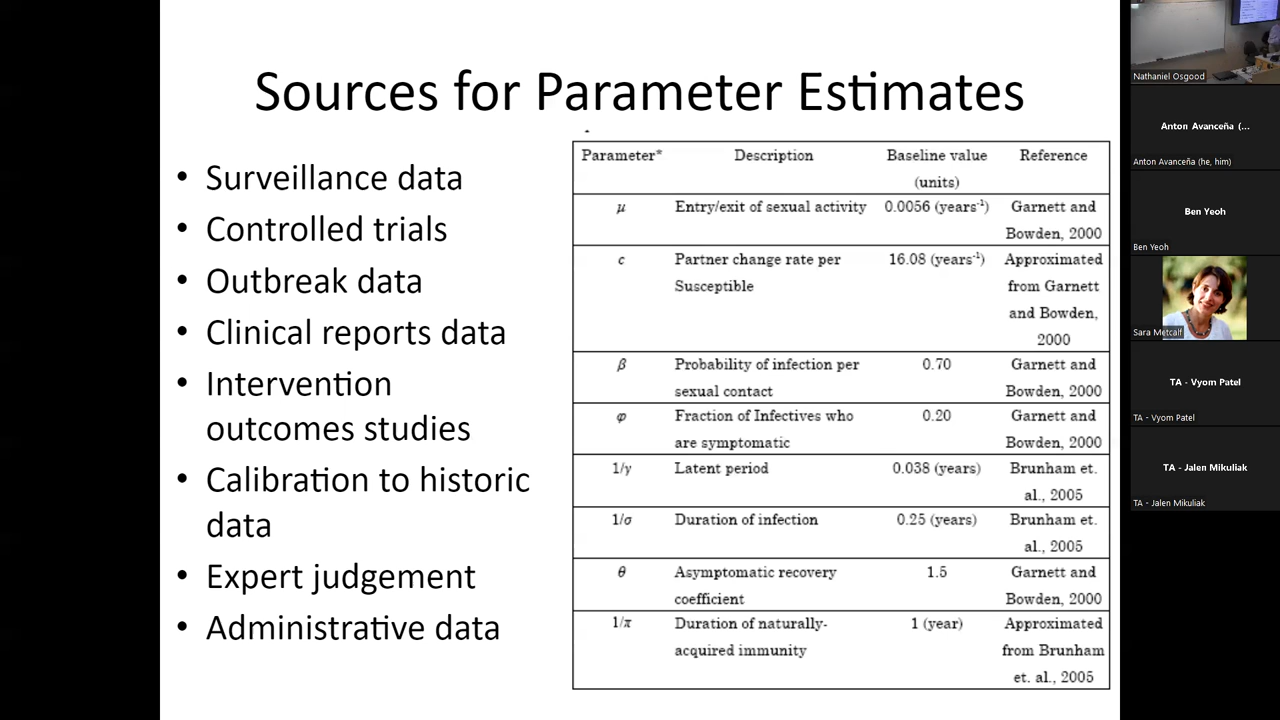 Sources for Parameter Estimates
• Surveillance data
• Controlled trials
• Outbreak data
• Clinical reports data
• Intervention
outcomes studies
• Calibration to historic
data
• Expert judgement
• Administrative data
Parameter* Description Baseline value Reference
(units)
μ Entry/exit of sexual activity 0.0056 (years⁻¹) Garnett and
Bowden, 2000
c Partner change rate per 16.08 (years⁻¹) Approximated
Susceptible from Garnett
and Bowden,
2000
β Probability of infection per 0.70 Garnett and
sexual contact Bowden, 2000
φ Fraction of Infectives who 0.20 Garnett and
are symptomatic Bowden, 2000
1/γ Latent period 0.038 (years) Brunham et.
al., 2005
1/σ Duration of infection 0.25 (years) Brunham et.
al., 2005
θ Asymptomatic recovery 1.5 Garnett and
coefficient Bowden, 2000
1/π Duration of naturally- 1 (year) Approximated
acquired immunity from Brunham
et. al., 2005
Nathaniel Osgood
Anton Avanceña (...
Anton Avanceña (he, him)
Ben Yeoh
Ben Yeoh
Sara Metcalf
TA - Vyom Patel
TA - Vyom Patel
TA - Jalen Mikuliak
TA - Jalen Mikuliak